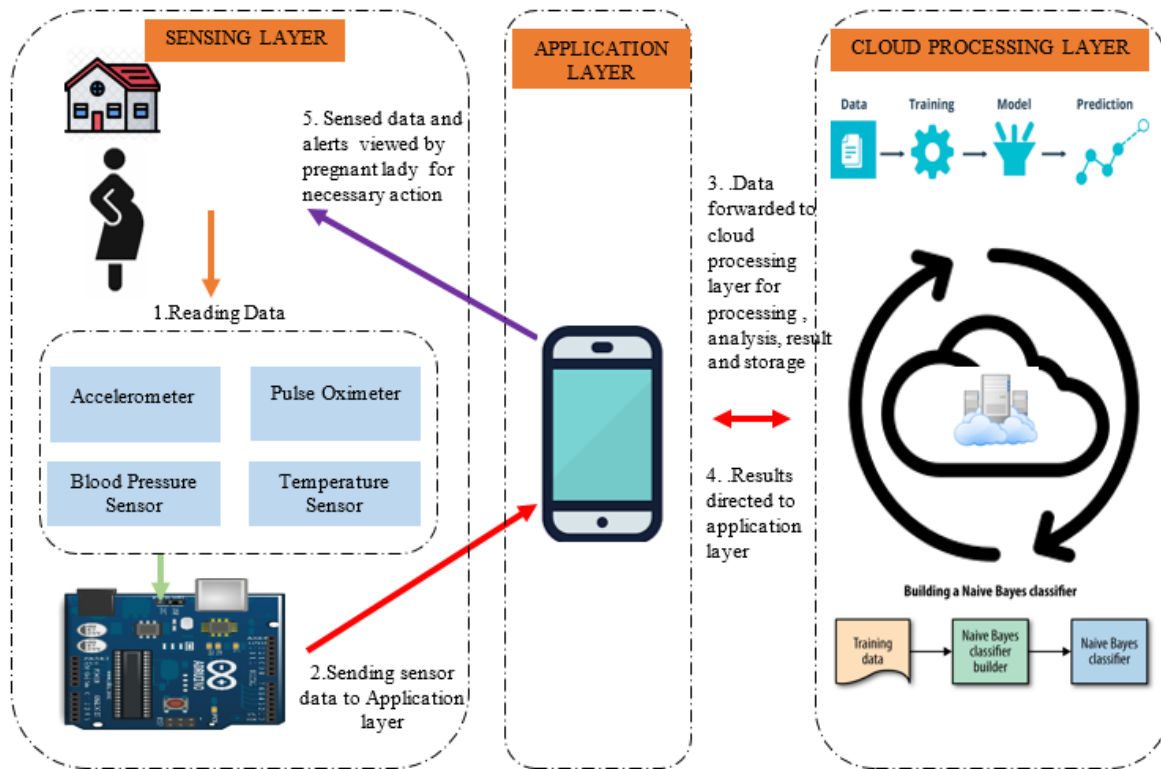 SENSING LAYER
5. Sensed data and
alerts viewed by
pregnant lady for
necessary action
1.Reading Data
Accelerometer
Pulse Oximeter
Blood Pressure
Sensor
Temperature
Sensor
ARDUINO
2.Sending sensor
data to Application
layer
APPLICATION
LAYER
3. .Data
forwarded to
cloud
processing
layer for
processing ,
analysis, result
and storage
4. .Results
directed to
application
layer
CLOUD PROCESSING LAYER
Data
Training
Model
Prediction
Building a Naive Bayes classifier
Training
data
Naive Bayes
classifier
builder
Naive Bayes
classifier